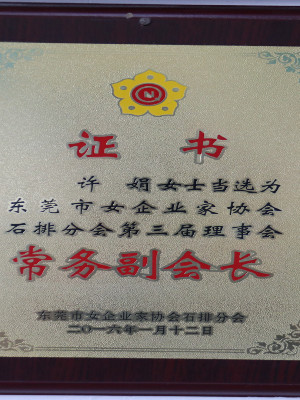 证 书
许 娟女士当选为
东莞市女企业家协会
石排分会第三届理事会
常务副会长
东莞市女企业家协会石排分会
二〇一六年一月十二日